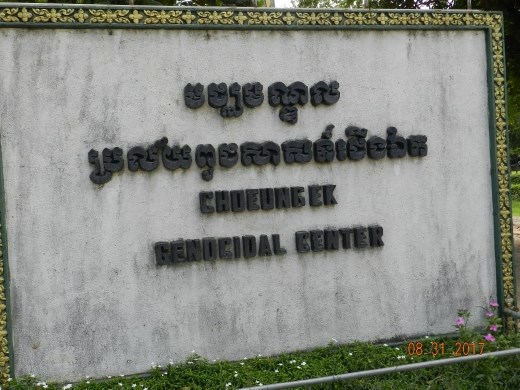 មជ្ឈមណ្ឌល
ប្រល័យពូជសាសន៍ជើងឯក
CHOEUNG EK
GENOCIDAL CENTER
08.31.2017